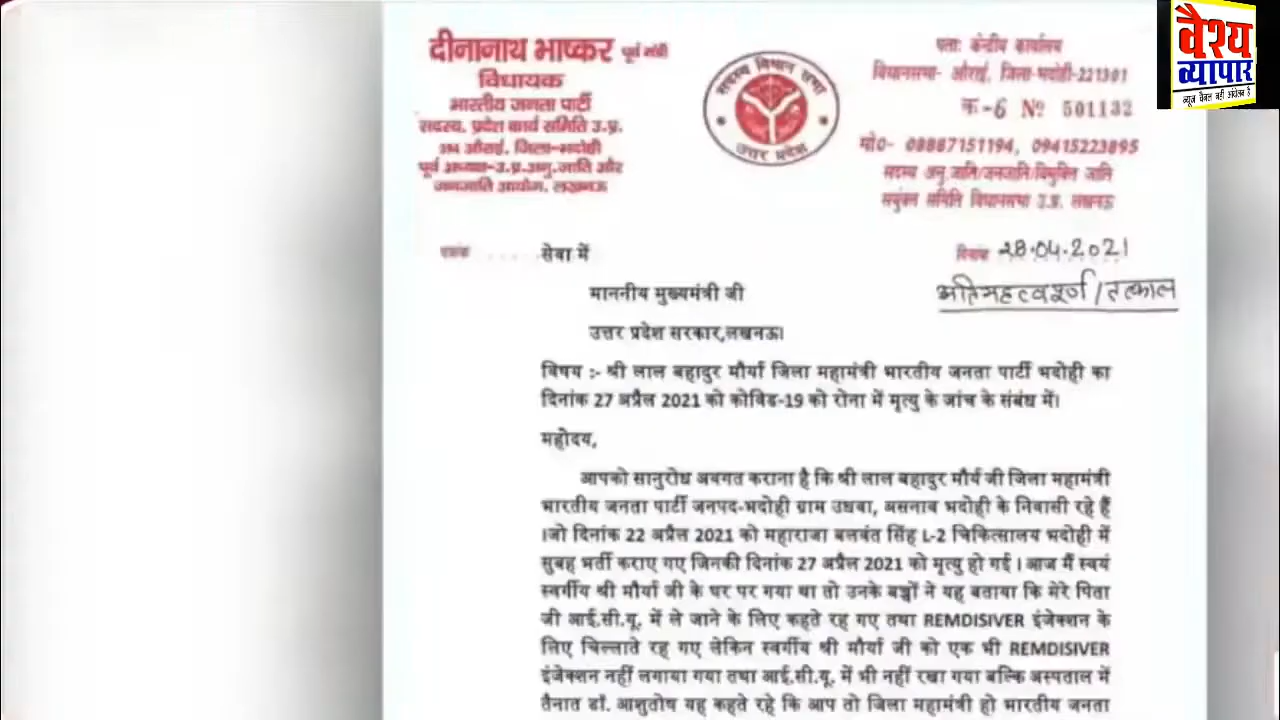 दीनानाथ भाष्कर पूर्व मंत्री
विधायक
भारतीय जनता पार्टी
सदस्य, प्रदेश कार्य समिति उ.प्र.
394 औराई, जिला-भदोही
पूर्व अध्यक्ष-उ.प्र.अनु.जाति और
जनजाति आयोग, लखनऊ
सदस्य विधान सभा
उत्तर प्रदेश
पता: केन्द्रीय कार्यालय
विधानसभा- औराई, जिला-भदोही-221301
क-6 Nº 501132
मो0- 08887151194, 09415223895
सदस्य अनु.जाति/जनजाति/विमुक्ति जाति
संयुक्त समिति विधानसभा उ.प्र. लखनऊ
वैश्य
व्यापार
न्यूज चैनल नहीं आंदोलन है
पत्रांक ...... सेवा में
दिनांक 28.04.2021
माननीय मुख्यमंत्री जी
अतिमहत्वपूर्ण/तत्काल
उत्तर प्रदेश सरकार,लखनऊ।
विषय :- श्री लाल बहादुर मौर्या जिला महामंत्री भारतीय जनता पार्टी भदोही का
दिनांक 27 अप्रैल 2021 को कोविड-19 को रोना में मृत्यु के जांच के संबंध में।
महोदय,
आपको सानुरोध अवगत कराना है कि श्री लाल बहादुर मौर्य जी जिला महामंत्री
भारतीय जनता पार्टी जनपद-भदोही ग्राम उधवा, असनाव भदोही के निवासी रहे हैं
।जो दिनांक 22 अप्रैल 2021 को महाराजा बलवंत सिंह L-2 चिकित्सालय भदोही में
सुबह भर्ती कराए गए जिनकी दिनांक 27 अप्रैल 2021 को मृत्यु हो गई । आज मैं स्वयं
स्वर्गीय श्री मौर्या जी के घर पर गया था तो उनके बच्चों ने यह बताया कि मेरे पिता
जी आई.सी.यू. में ले जाने के लिए कहते रह गए तथा REMDISIVER इंजेक्शन के
लिए चिल्लाते रह गए लेकिन स्वर्गीय श्री मौर्या जी को एक भी REMDISIVER
इंजेक्शन नहीं लगाया गया तथा आई.सी.यू. में भी नहीं रखा गया बल्कि अस्पताल में
तैनात डॉ. आशुतोष यह कहते रहे कि आप तो जिला महामंत्री हो भारतीय जनता